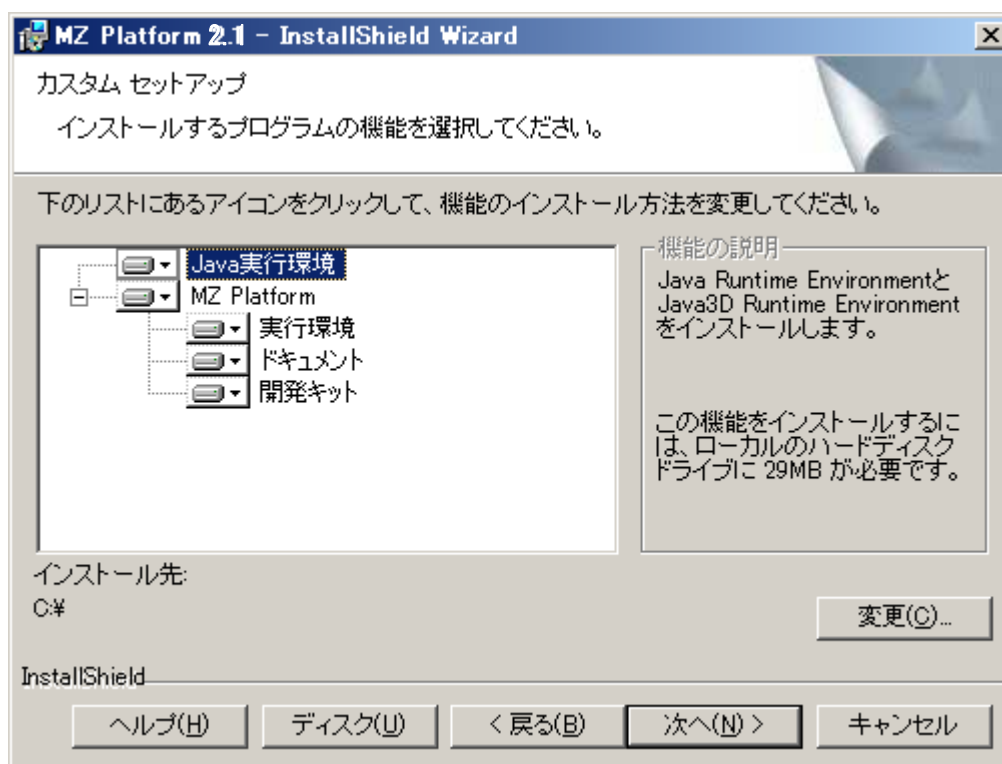 MZ Platform 2.1 - InstallShield Wizard
カスタム セットアップ
インストールするプログラムの機能を選択してください。
下のリストにあるアイコンをクリックして、機能のインストール方法を変更してください。
Java実行環境
MZ Platform
実行環境
ドキュメント
開発キット
機能の説明
Java Runtime Environmentと
Java3D Runtime Environment
をインストールします。
この機能をインストールするに
は、ローカルのハードディスク
ドライブに 29MB が必要です。
インストール先:
C:¥
変更(C)...
InstallShield
ヘルプ(H)
ディスク(U)
< 戻る(B)
次へ(N) >
キャンセル